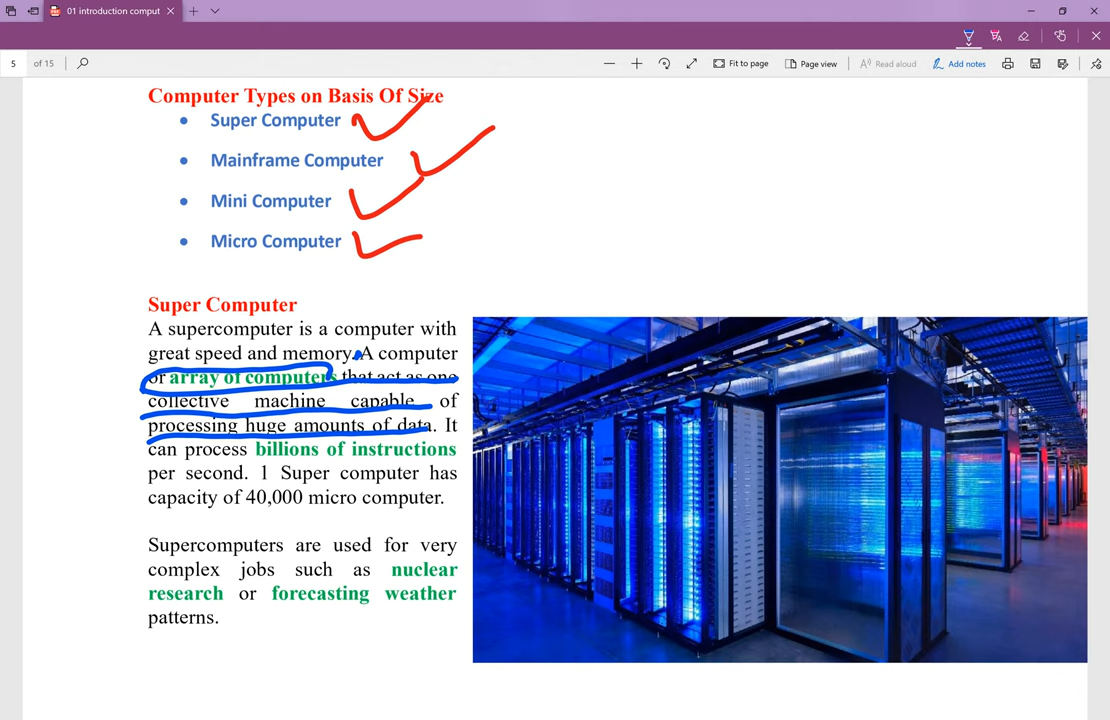 01 introduction comput
5 of 15
Fit to page
Page view
Read aloud
Add notes
Computer Types on Basis Of Size
• Super Computer
• Mainframe Computer
• Mini Computer
• Micro Computer
Super Computer
A supercomputer is a computer with
great speed and memory. A computer
or array of computers that act as one
collective machine capable of
processing huge amounts of data. It
can process billions of instructions
per second. 1 Super computer has
capacity of 40,000 micro computer.
Supercomputers are used for very
complex jobs such as nuclear
research or forecasting weather
patterns.